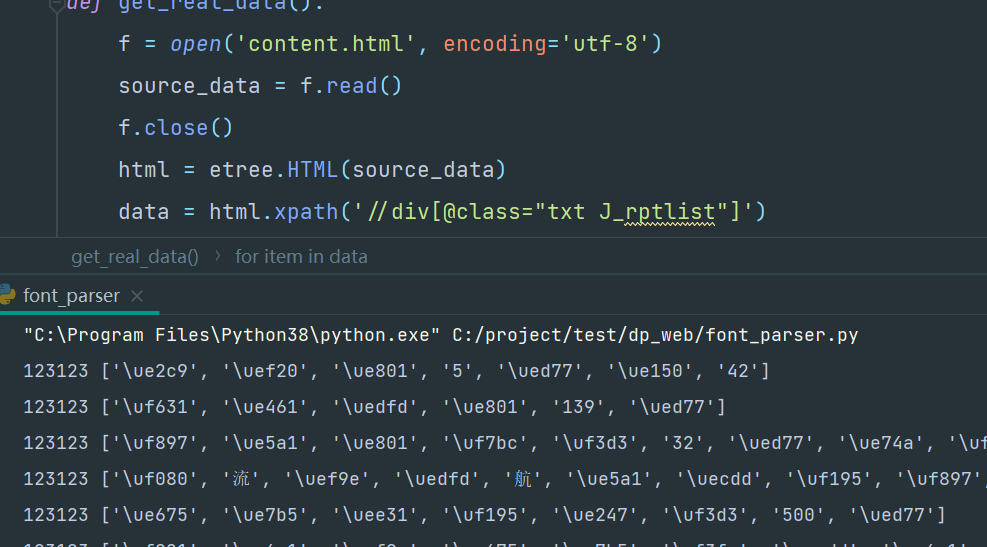 def get_real_data():
f = open('content.html', encoding='utf-8')
source_data = f.read()
f.close()
html = etree.HTML(source_data)
data = html.xpath('//div[@class="txt J_rptlist"]')
get_real_data() › for item in data
font_parser ×
"C:\Program Files\Python38\python.exe" C:/project/test/dp_web/font_parser.py
123123 ['\ue2c9', '\uef20', '\ue801', '5', '\ued77', '\ue150', '42']
123123 ['\uf631', '\ue461', '\uedfd', '\ue801', '139', '\ued77']
123123 ['\uf897', '\ue5a1', '\ue801', '\uf7bc', '\uf3d3', '32', '\ued77', '\ue74a', '\uf
123123 ['\uf080', '流', '\uef9e', '\uedfd', '航', '\ue5a1', '\uecdd', '\uf195', '\uf897',
123123 ['\ue675', '\ue7b5', '\uee31', '\uf195', '\ue247', '\uf3d3', '500', '\ued77']